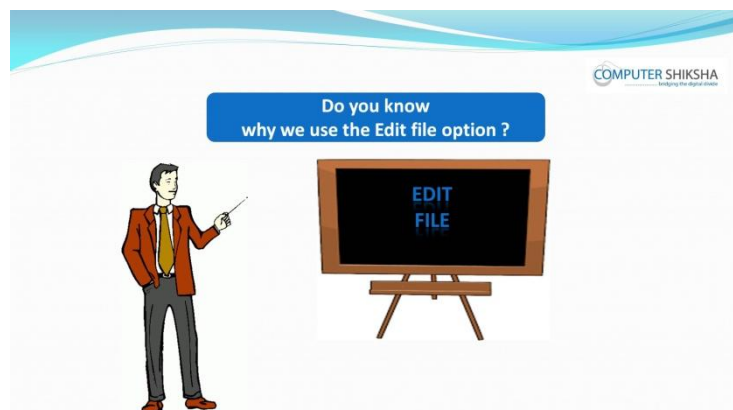 COMPUTER SHIKSHA
bridging the digital divide
Do you know
why we use the Edit file option ?
EDIT
FILE